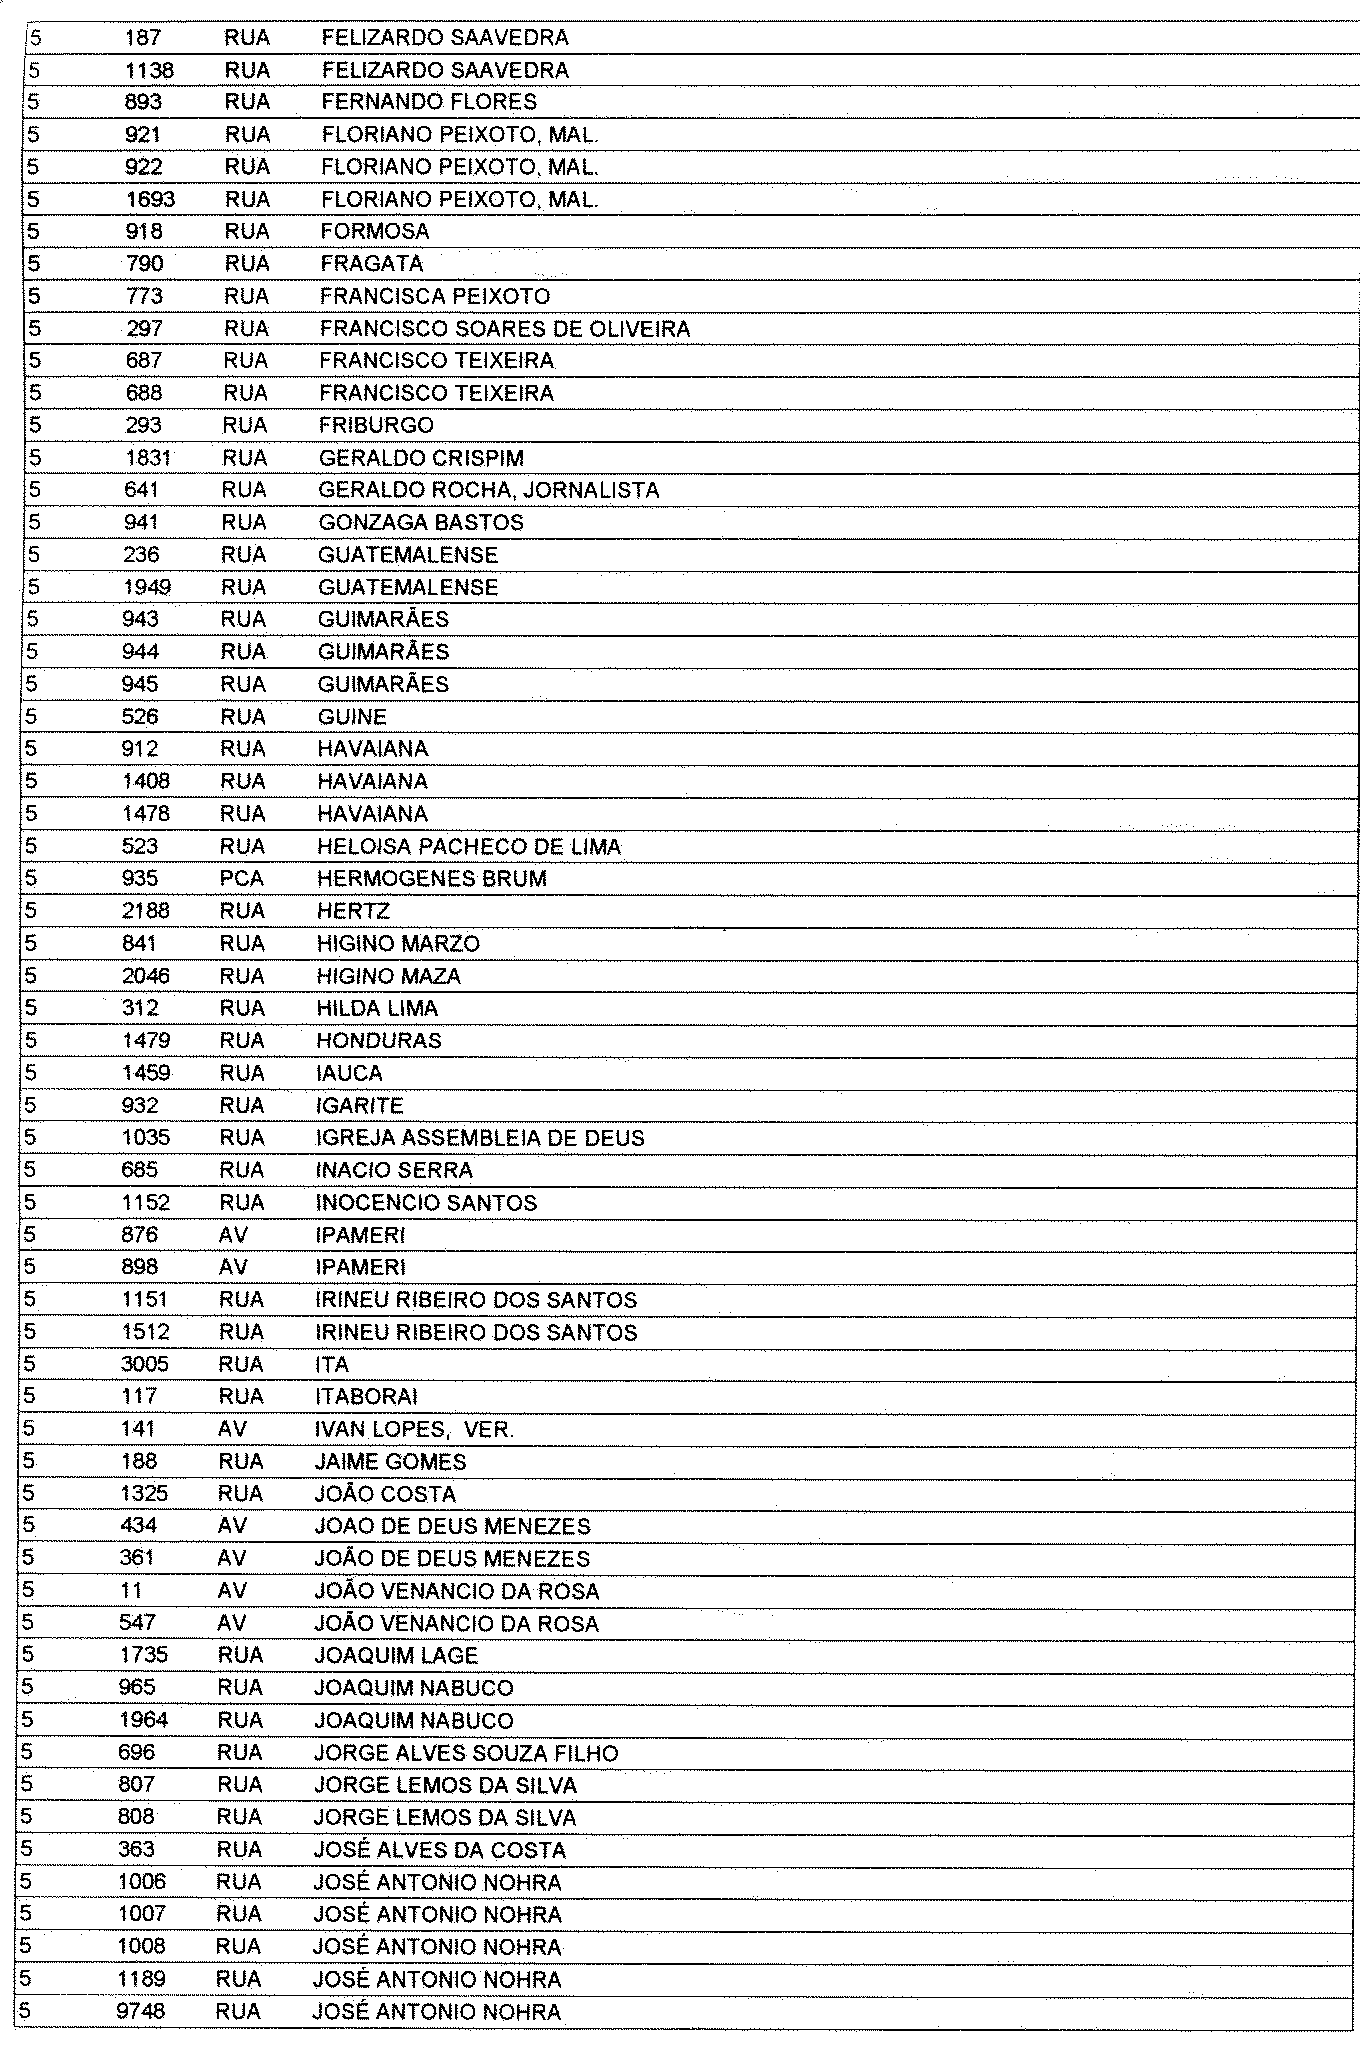 5 187 RUA FELIZARDO SAAVEDRA
5 1138 RUA FELIZARDO SAAVEDRA
5 893 RUA FERNANDO FLORES
5 921 RUA FLORIANO PEIXOTO, MAL.
5 922 RUA FLORIANO PEIXOTO, MAL.
5 1693 RUA FLORIANO PEIXOTO, MAL.
5 918 RUA FORMOSA
5 790 RUA FRAGATA
5 773 RUA FRANCISCA PEIXOTO
5 297 RUA FRANCISCO SOARES DE OLIVEIRA
5 687 RUA FRANCISCO TEIXEIRA
5 688 RUA FRANCISCO TEIXEIRA
5 293 RUA FRIBURGO
5 1831 RUA GERALDO CRISPIM
5 641 RUA GERALDO ROCHA, JORNALISTA
5 941 RUA GONZAGA BASTOS
5 236 RUA GUATEMALENSE
5 1949 RUA GUATEMALENSE
5 943 RUA GUIMARÃES
5 944 RUA GUIMARÃES
5 945 RUA GUIMARÃES
5 526 RUA GUINE
5 912 RUA HAVAIANA
5 1408 RUA HAVAIANA
5 1478 RUA HAVAIANA
5 523 RUA HELOISA PACHECO DE LIMA
5 935 PCA HERMOGENES BRUM
5 2188 RUA HERTZ
5 841 RUA HIGINO MARZO
5 2046 RUA HIGINO MAZA
5 312 RUA HILDA LIMA
5 1479 RUA HONDURAS
5 1459 RUA IAUCA
5 932 RUA IGARITE
5 1035 RUA IGREJA ASSEMBLEIA DE DEUS
5 685 RUA INACIO SERRA
5 1152 RUA INOCENCIO SANTOS
5 876 AV IPAMERI
5 898 AV IPAMERI
5 1151 RUA IRINEU RIBEIRO DOS SANTOS
5 1512 RUA IRINEU RIBEIRO DOS SANTOS
5 3005 RUA ITA
5 117 RUA ITABORAI
5 141 AV IVAN LOPES, VER.
5 188 RUA JAIME GOMES
5 1325 RUA JOÃO COSTA
5 434 AV JOAO DE DEUS MENEZES
5 361 AV JOÃO DE DEUS MENEZES
5 11 AV JOÃO VENANCIO DA ROSA
5 547 AV JOÃO VENANCIO DA ROSA
5 1735 RUA JOAQUIM LAGE
5 965 RUA JOAQUIM NABUCO
5 1964 RUA JOAQUIM NABUCO
5 696 RUA JORGE ALVES SOUZA FILHO
5 807 RUA JORGE LEMOS DA SILVA
5 808 RUA JORGE LEMOS DA SILVA
5 363 RUA JOSÉ ALVES DA COSTA
5 1006 RUA JOSÉ ANTONIO NOHRA
5 1007 RUA JOSÉ ANTONIO NOHRA
5 1008 RUA JOSÉ ANTONIO NOHRA
5 1189 RUA JOSÉ ANTONIO NOHRA
5 9748 RUA JOSÉ ANTONIO NOHRA